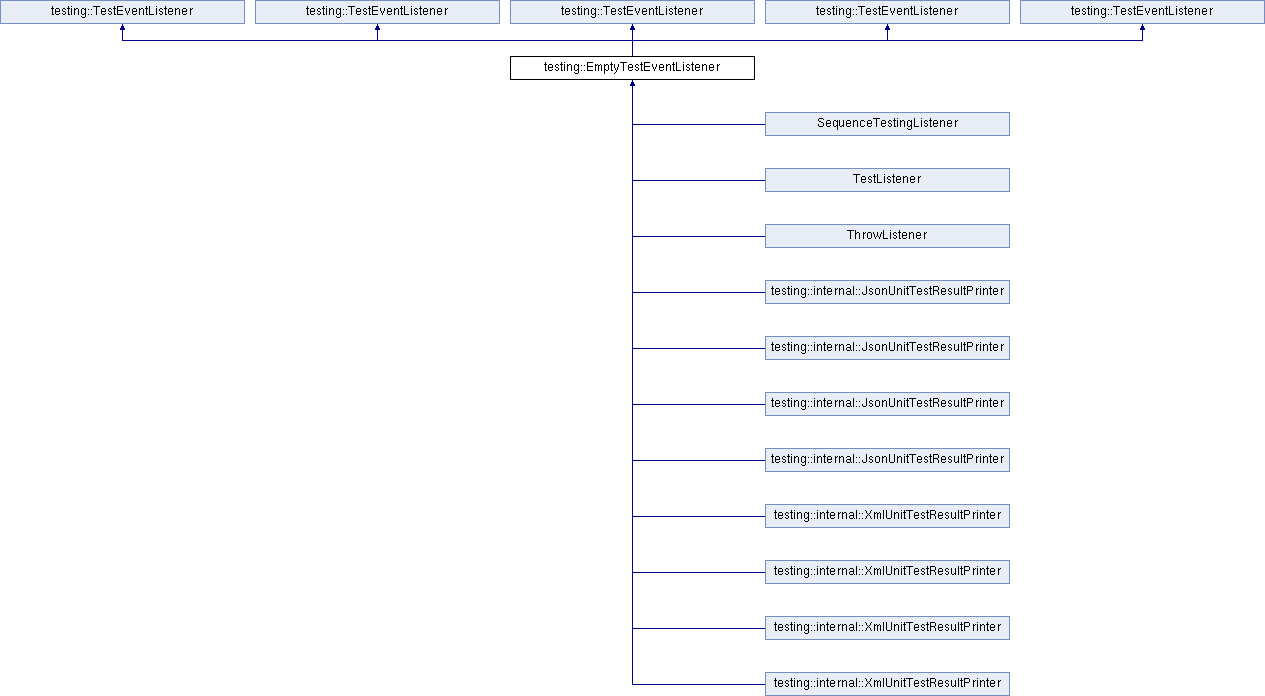 testing::TestEventListener
testing::TestEventListener
testing::TestEventListener
testing::TestEventListener
testing::TestEventListener
testing::EmptyTestEventListener
SequenceTestingListener
TestListener
ThrowListener
testing::internal::JsonUnitTestResultPrinter
testing::internal::JsonUnitTestResultPrinter
testing::internal::JsonUnitTestResultPrinter
testing::internal::JsonUnitTestResultPrinter
testing::internal::XmlUnitTestResultPrinter
testing::internal::XmlUnitTestResultPrinter
testing::internal::XmlUnitTestResultPrinter
testing::internal::XmlUnitTestResultPrinter